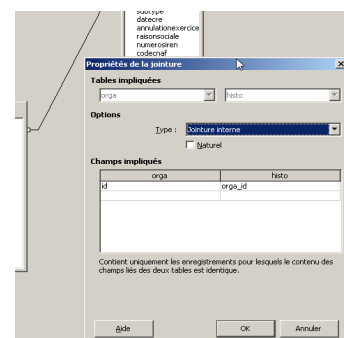 subtype
datecre
annulationexercice
raisonsociale
numerosiren
codecnaf
Propriétés de la jointure
Tables impliquées
orga histo
Options
Type : Jointure interne
Naturel
Champs impliqués
orga histo
id orga_id
Contient uniquement les enregistrements pour lesquels le contenu des
champs liés des deux tables est identique.
Aide OK Annuler